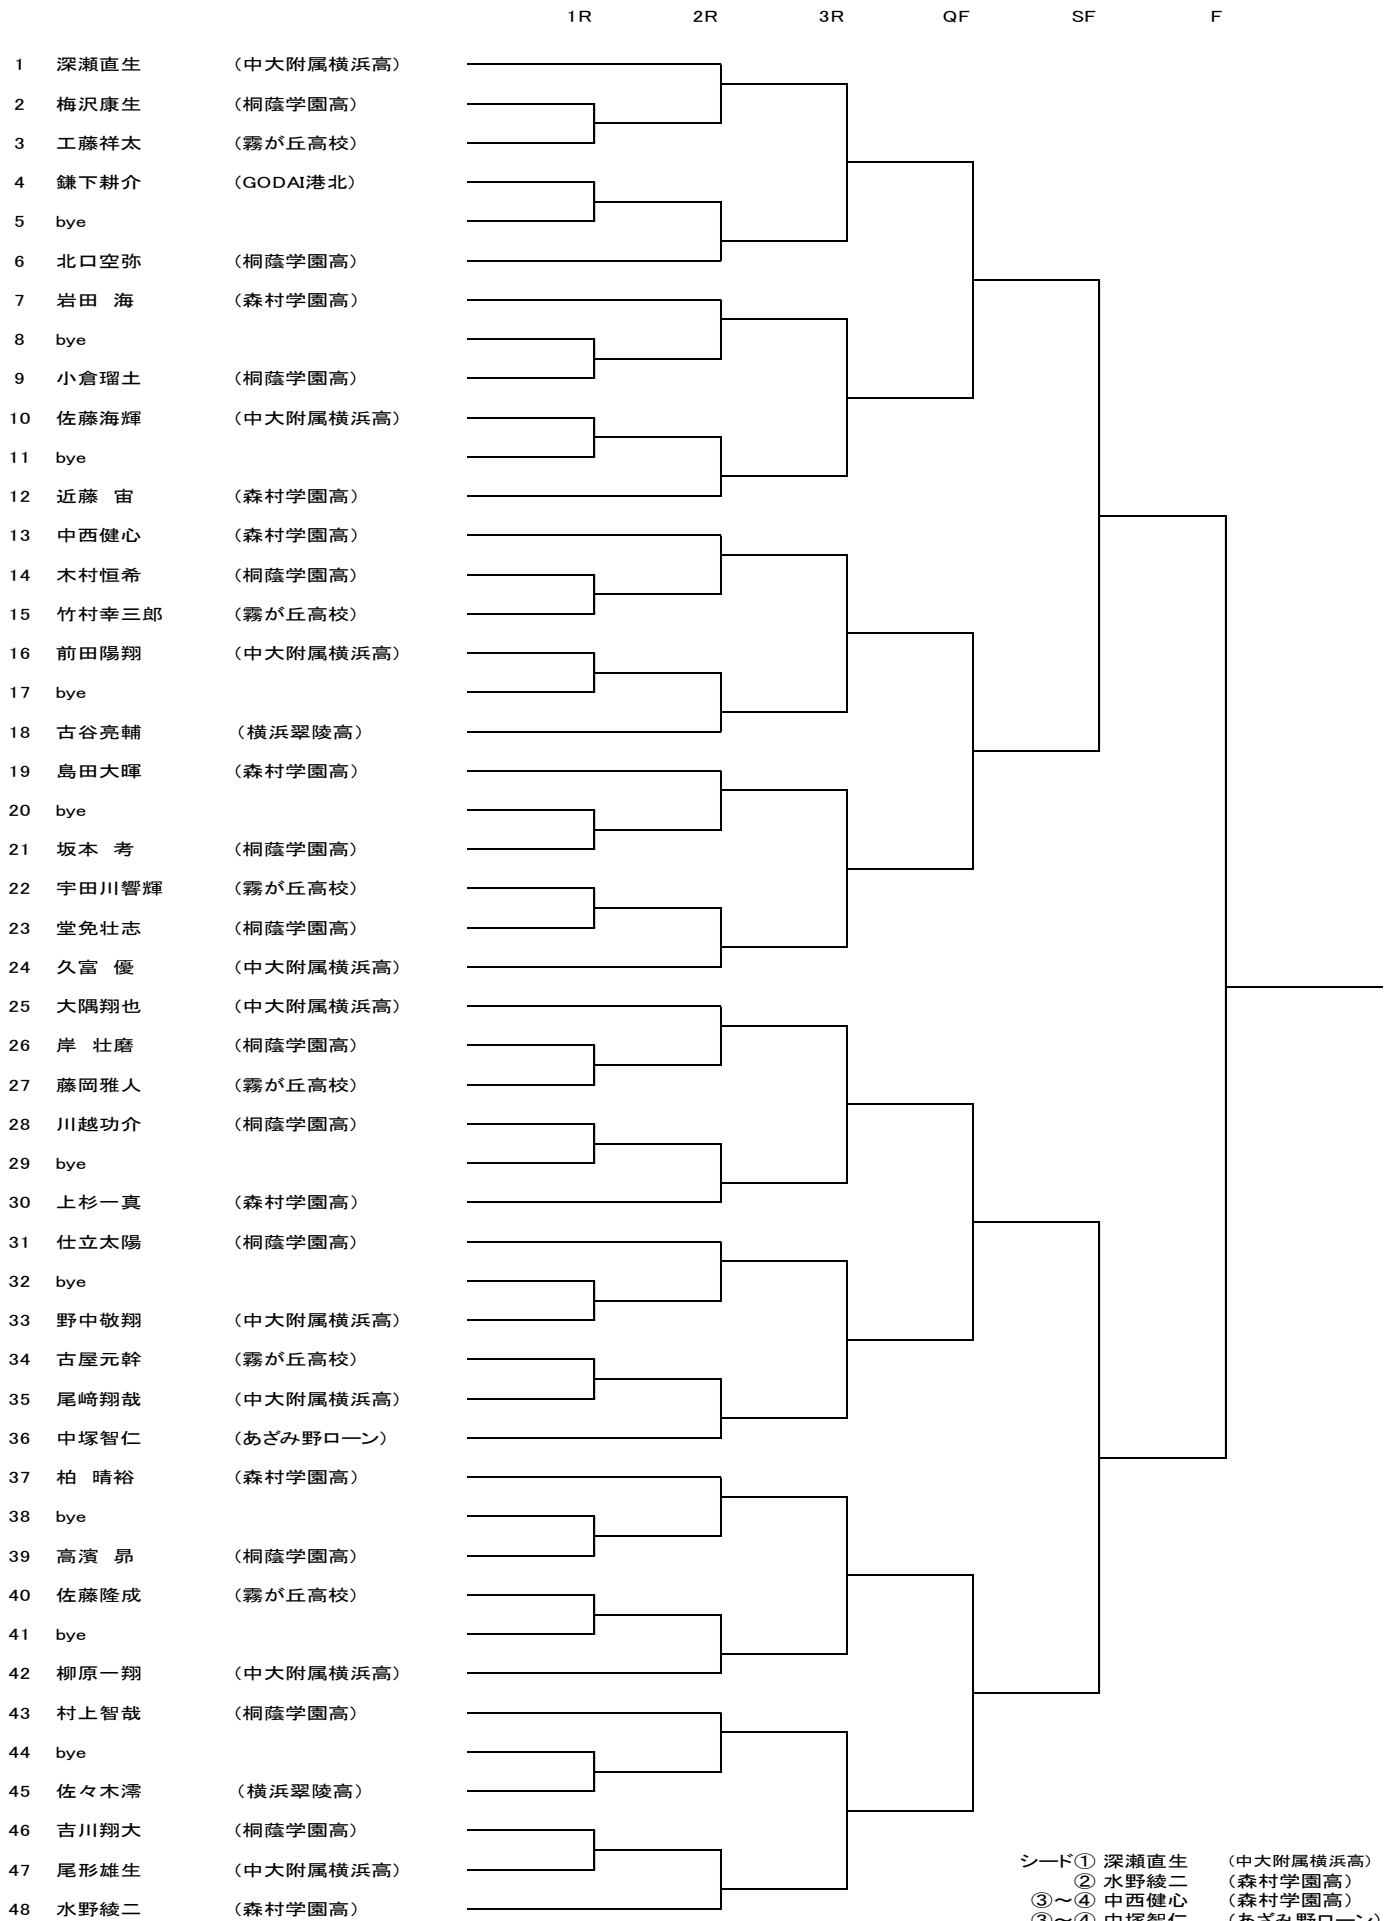 1R 2R 3R QF SF F
1 深瀬直生 (中大附属横浜高)
2 梅沢康生 (桐蔭学園高)
3 工藤祥太 (霧が丘高校)
4 鎌下耕介 (GODAI港北)
5 bye
6 北口空弥 (桐蔭学園高)
7 岩田 海 (森村学園高)
8 bye
9 小倉瑠土 (桐蔭学園高)
10 佐藤海輝 (中大附属横浜高)
11 bye
12 近藤 宙 (森村学園高)
13 中西健心 (森村学園高)
14 木村恒希 (桐蔭学園高)
15 竹村幸三郎 (霧が丘高校)
16 前田陽翔 (中大附属横浜高)
17 bye
18 古谷亮輔 (横浜翠陵高)
19 島田大暉 (森村学園高)
20 bye
21 坂本 考 (桐蔭学園高)
22 宇田川響輝 (霧が丘高校)
23 堂免壮志 (桐蔭学園高)
24 久富 優 (中大附属横浜高)
25 大隅翔也 (中大附属横浜高)
26 岸 壮磨 (桐蔭学園高)
27 藤岡雅人 (霧が丘高校)
28 川越功介 (桐蔭学園高)
29 bye
30 上杉一真 (森村学園高)
31 仕立太陽 (桐蔭学園高)
32 bye
33 野中敬翔 (中大附属横浜高)
34 古屋元幹 (霧が丘高校)
35 尾﨑翔哉 (中大附属横浜高)
36 中塚智仁 (あざみ野ローン)
37 柏 晴裕 (森村学園高)
38 bye
39 高濱 昴 (桐蔭学園高)
40 佐藤隆成 (霧が丘高校)
41 bye
42 柳原一翔 (中大附属横浜高)
43 村上智哉 (桐蔭学園高)
44 bye
45 佐々木澪 (横浜翠陵高)
46 吉川翔大 (桐蔭学園高)
47 尾形雄生 (中大附属横浜高)
48 水野綾二 (森村学園高)
シード① 深瀬直生 (中大附属横浜高)
② 水野綾二 (森村学園高)
③～④ 中西健心 (森村学園高)
③～④ 中塚智仁 (あざみ野ローン)